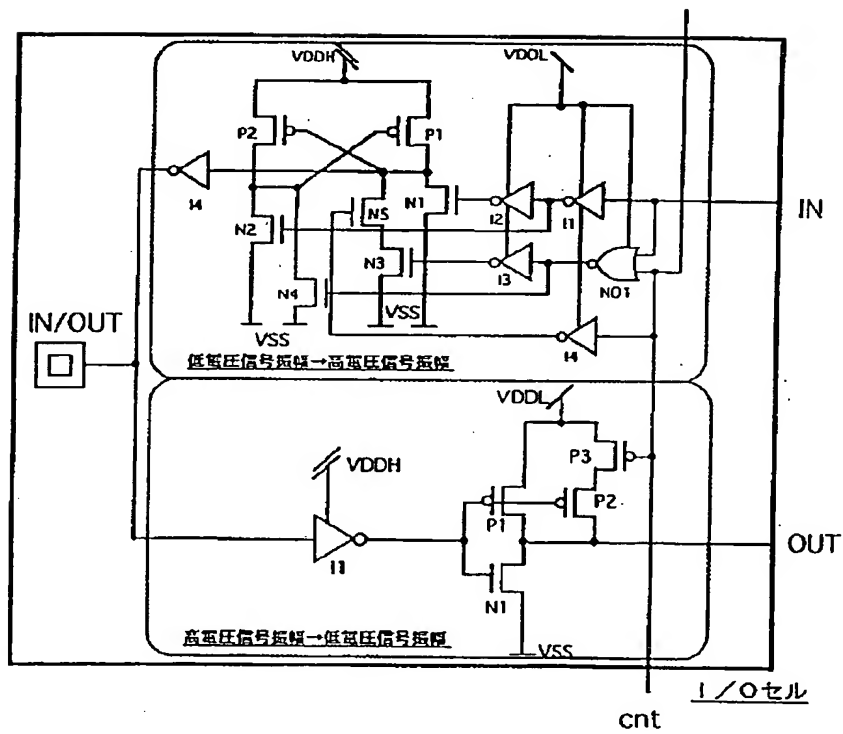 VDDH
VDDL
P2
P1
I4
N5
N1
I2
I1
IN
N2
N3
I3
NO1
N4
VSS
VSS
I4
IN/OUT
低電圧信号振幅→高電圧信号振幅
VDDL
VDDH
P3
P2
P1
I1
OUT
N1
高電圧信号振幅→低電圧信号振幅
VSS
I/Oセル
cnt